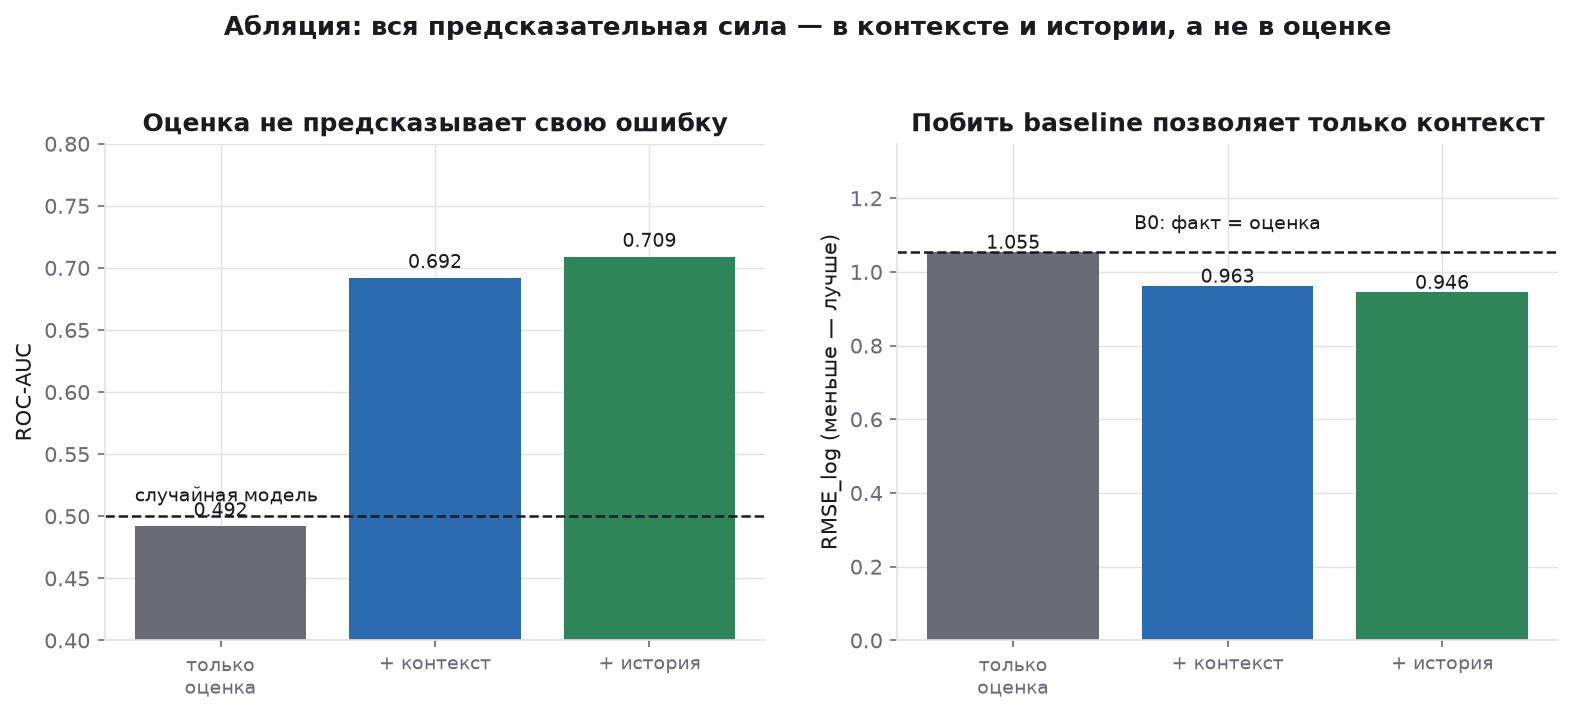 Абляция: вся предсказательная сила — в контексте и истории, а не в оценке
Оценка не предсказывает свою ошибку
ROC-AUC
0.80
0.75
0.70
0.65
0.60
0.55
0.50
0.45
0.40
0.709
0.692
случайная модель
0.492
только
оценка
+ контекст
+ история
Побить baseline позволяет только контекст
RMSE_log (меньше — лучше)
1.2
1.0
0.8
0.6
0.4
0.2
0.0
B0: факт = оценка
1.055
0.963
0.946
только
оценка
+ контекст
+ история